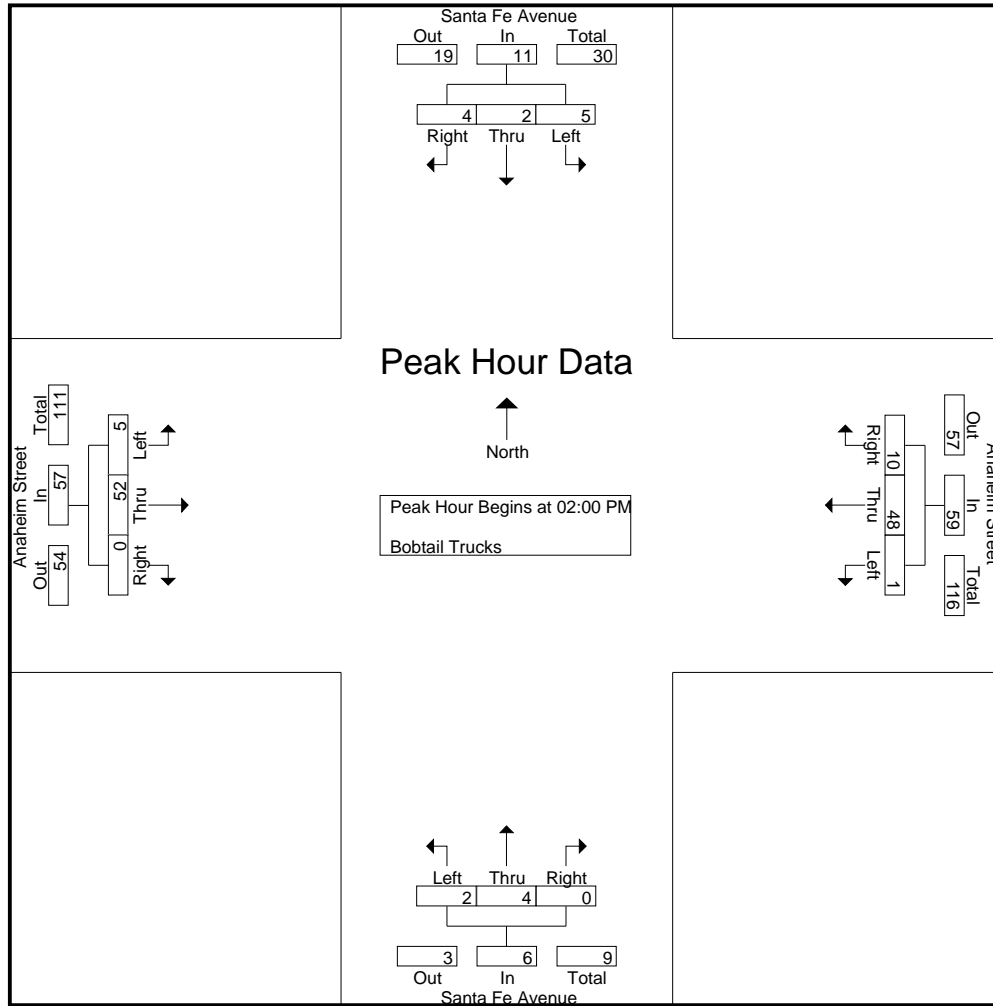 Santa Fe Avenue
Out In Total
19 11 30
4 2 5
Right Thru Left
Peak Hour Data
North
Peak Hour Begins at 02:00 PM
Bobtail Trucks
Anaheim Street
Total In Out
111 57 54
5 52 0
Left Thru Right
Anaheim Street
Out In Total
57 59 116
10 48 1
Right Thru Left
Left Thru Right
2 4 0
3 6 9
Out In Total
Santa Fe Avenue